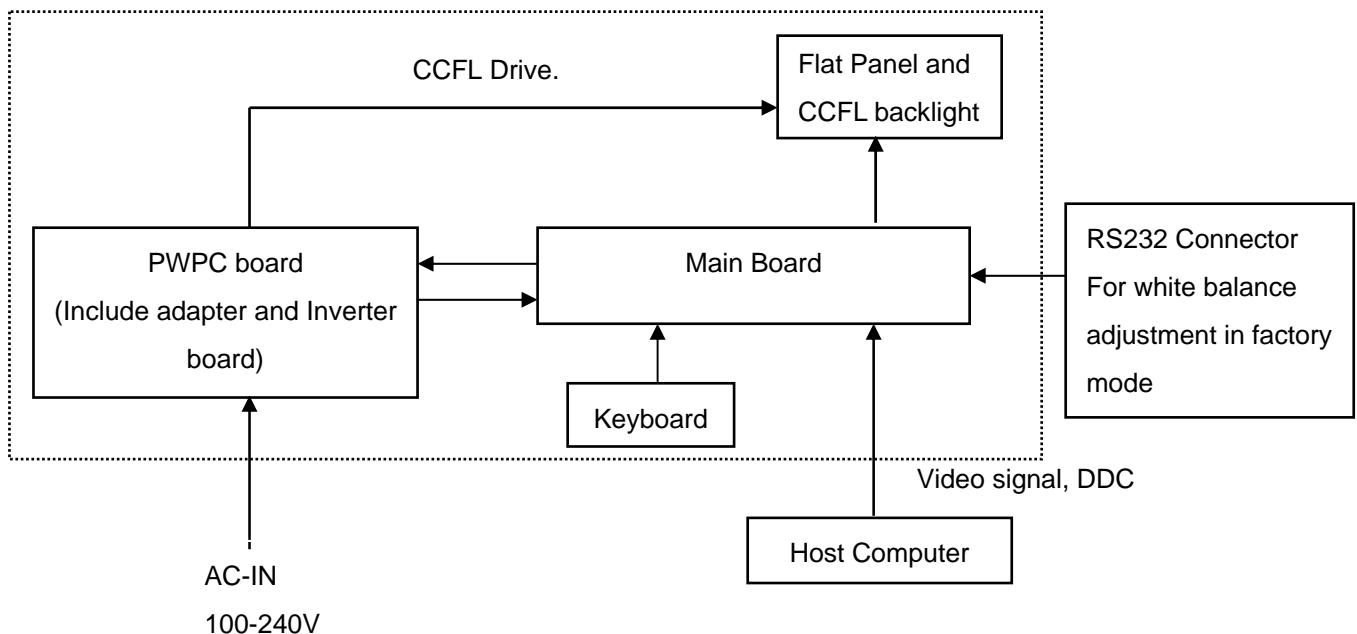 CCFL Drive.
Flat Panel and
CCFL backlight
PWPC board
(Include adapter and Inverter
board)
Main Board
RS232 Connector
For white balance
adjustment in factory
mode
Keyboard
Video signal, DDC
Host Computer
AC-IN
100-240V